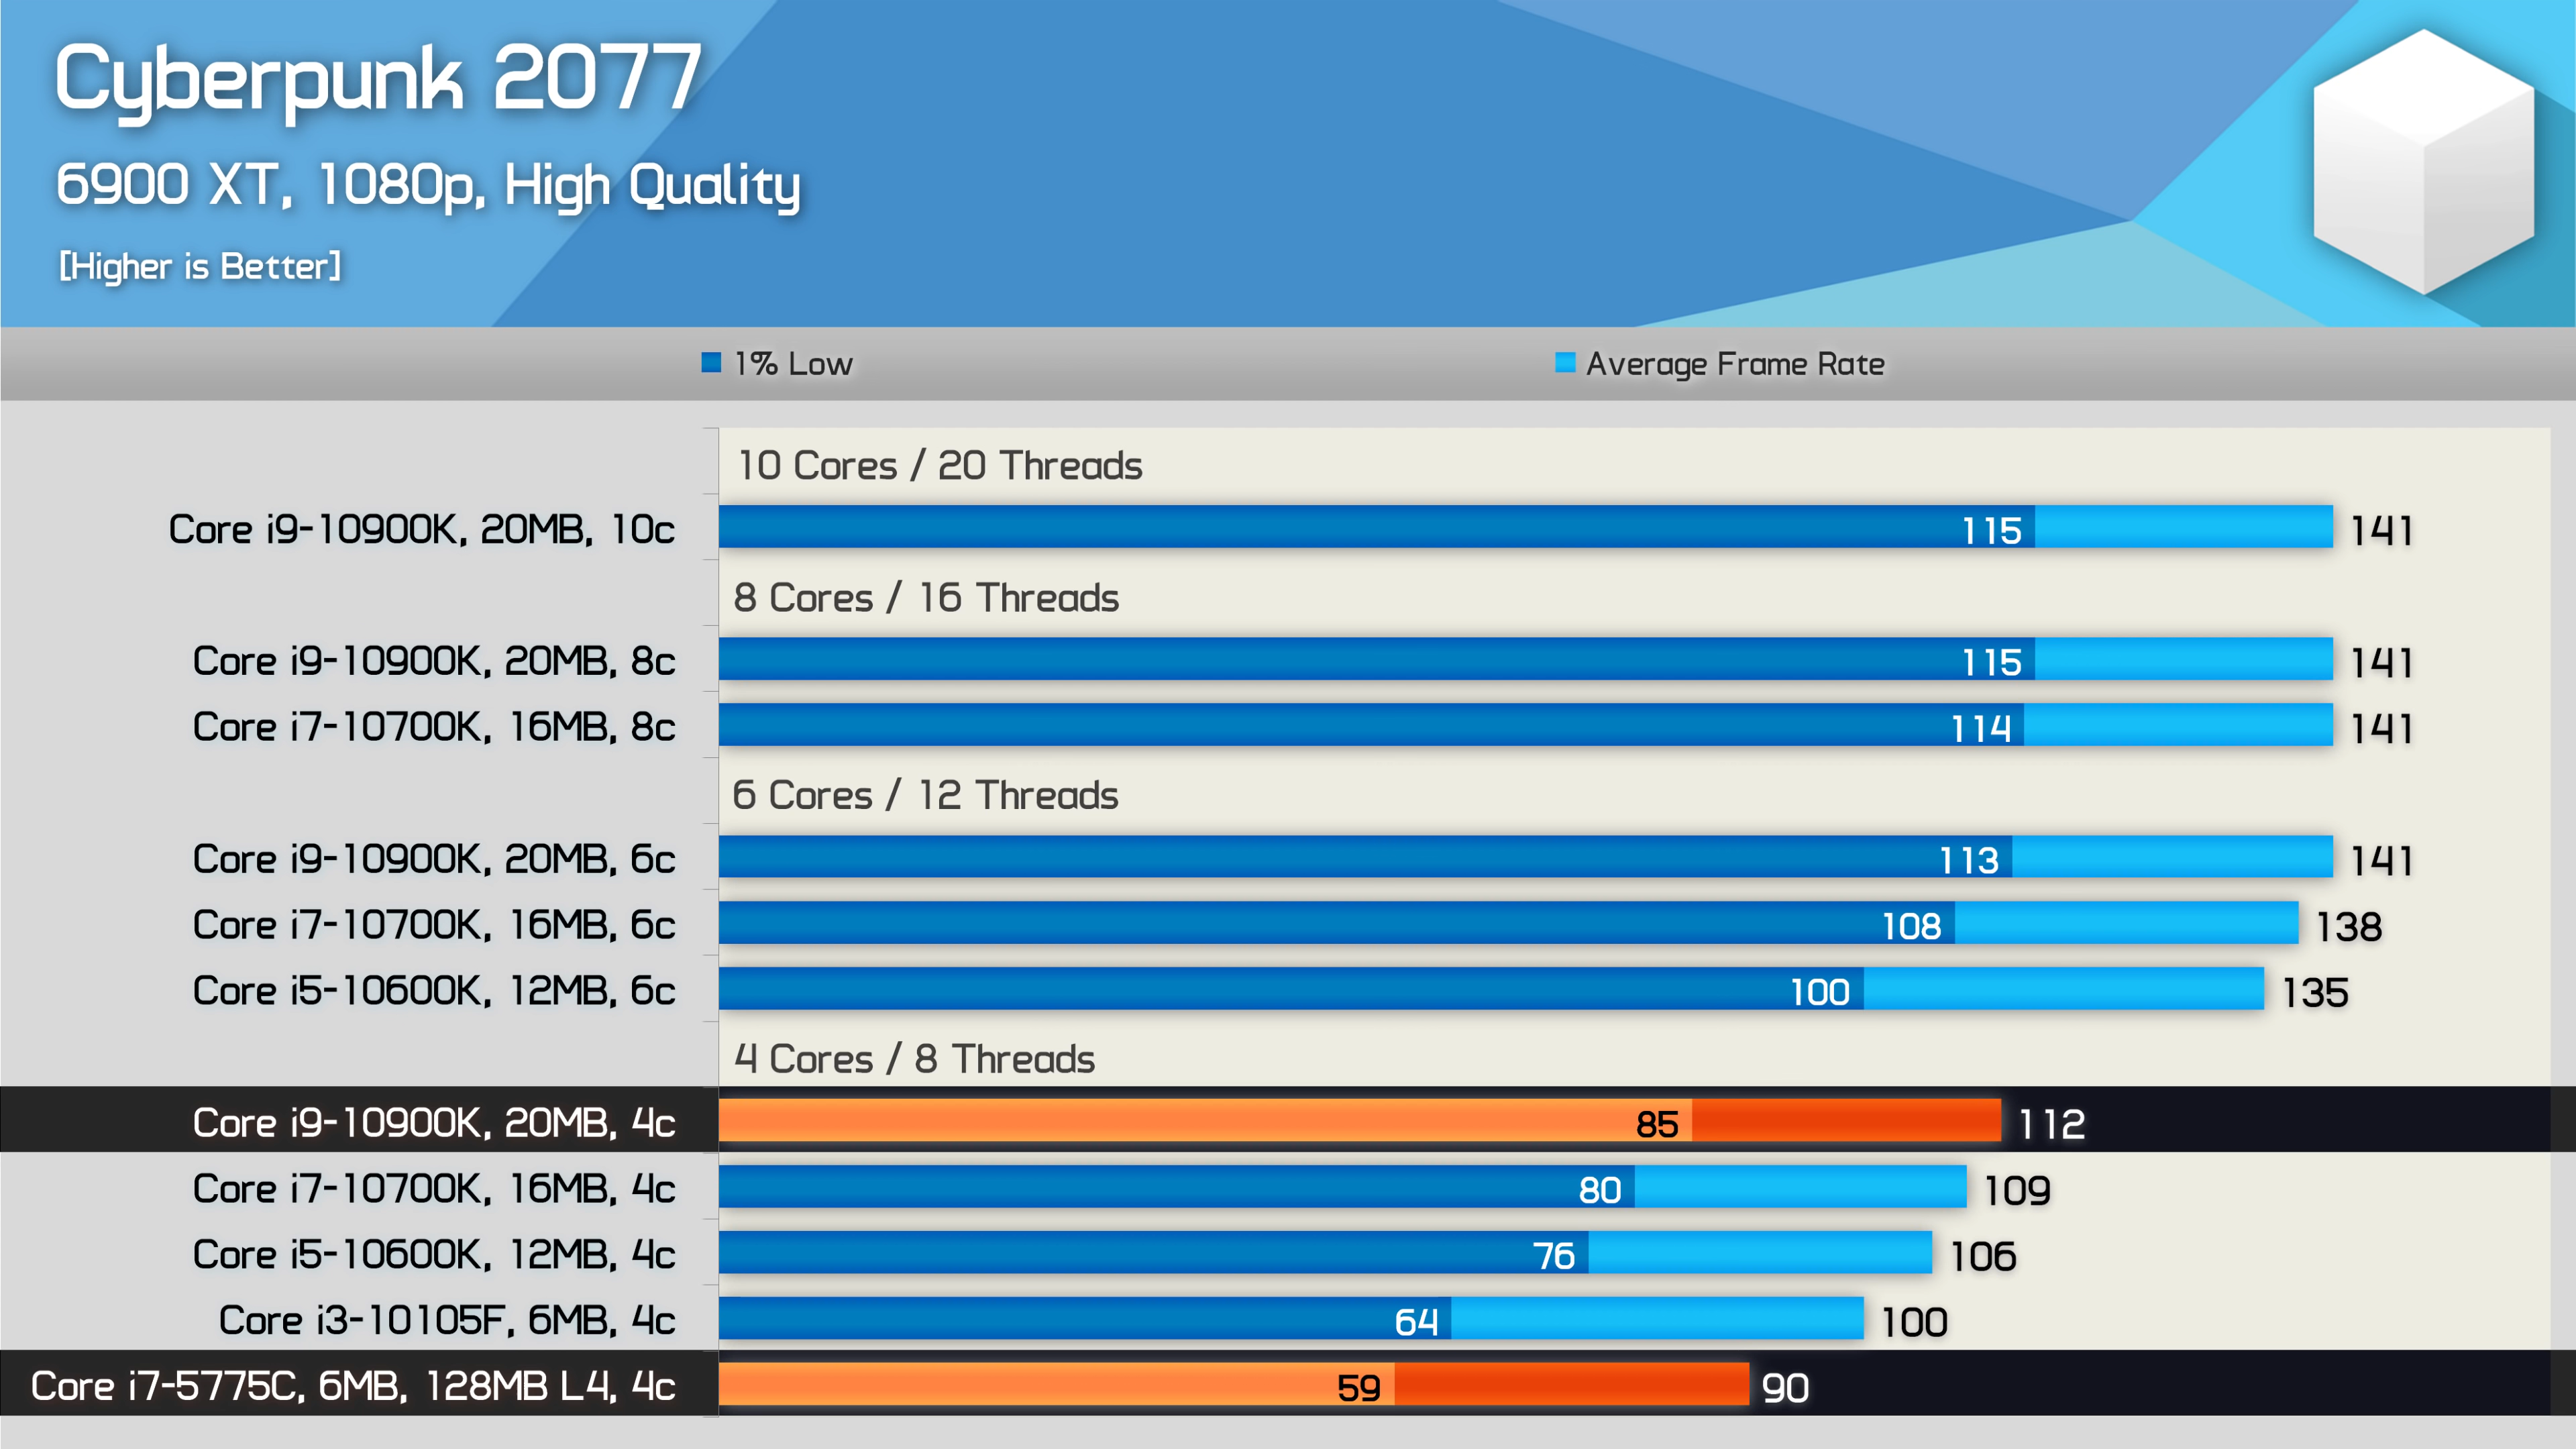 Cyberpunk 2077
6900 XT, 1080p, High Quality
[Higher is Better]
1% Low Average Frame Rate
10 Cores / 20 Threads
Core i9-10900K, 20MB, 10c 115 141
8 Cores / 16 Threads
Core i9-10900K, 20MB, 8c 115 141
Core i7-10700K, 16MB, 8c 114 141
6 Cores / 12 Threads
Core i9-10900K, 20MB, 6c 113 141
Core i7-10700K, 16MB, 6c 108 138
Core i5-10600K, 12MB, 6c 100 135
4 Cores / 8 Threads
Core i9-10900K, 20MB, 4c 85 112
Core i7-10700K, 16MB, 4c 80 109
Core i5-10600K, 12MB, 4c 76 106
Core i3-10105F, 6MB, 4c 64 100
Core i7-5775C, 6MB, 128MB L4, 4c 59 90